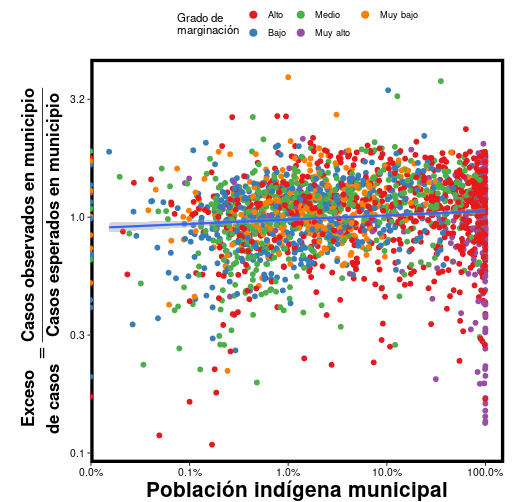 Grado de
marginación
Alto
Medio
Muy bajo
Bajo
Muy alto
Exceso
de casos
=
Casos observados en municipio
Casos esperados en municipio
3.2
1.0
0.3
0.1
0.0%
0.1%
1.0%
10.0%
100.0%
Población indígena municipal